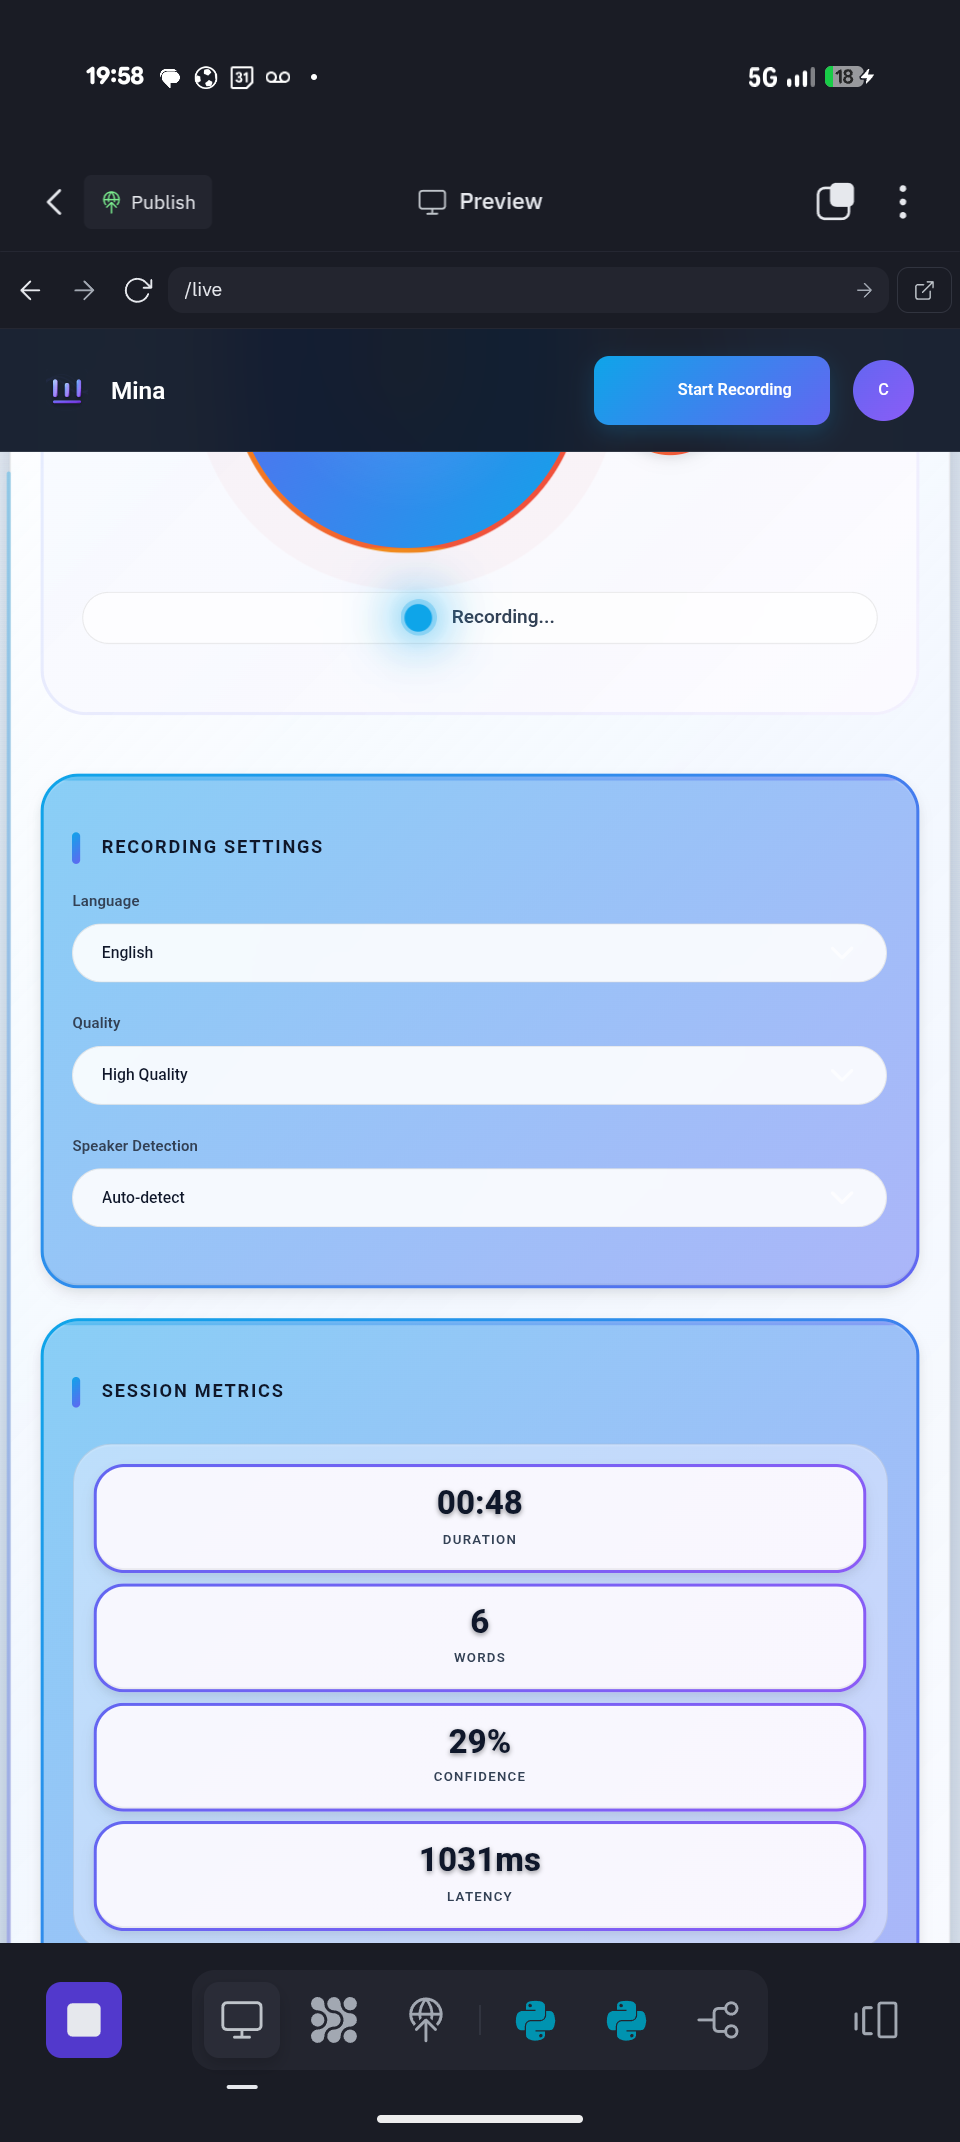 19:58
31
5G
18
Publish
Preview
/live
Mina
Start Recording
C
Recording...
RECORDING SETTINGS
Language
English
Quality
High Quality
Speaker Detection
Auto-detect
SESSION METRICS
00:48
DURATION
6
WORDS
29%
CONFIDENCE
1031ms
LATENCY